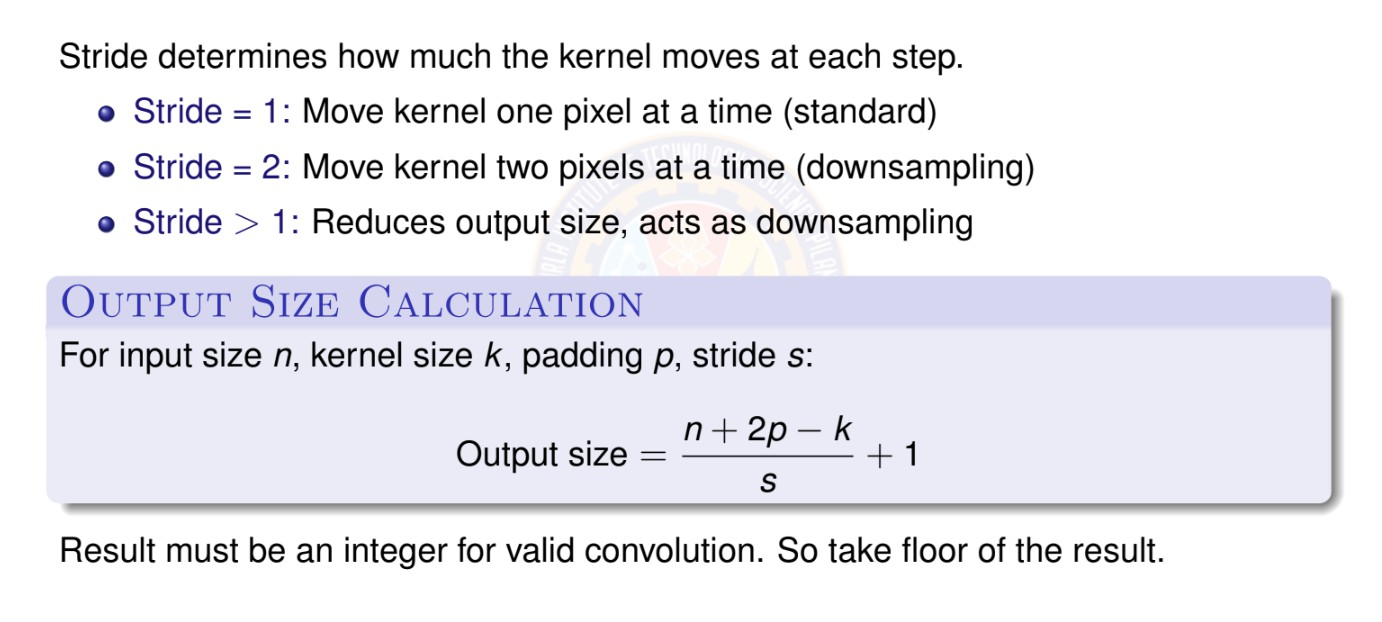 Stride determines how much the kernel moves at each step.
Stride = 1: Move kernel one pixel at a time (standard)
Stride = 2: Move kernel two pixels at a time (downsampling)
Stride > 1: Reduces output size, acts as downsampling
OUTPUT SIZE CALCULATION
For input size n, kernel size k, padding p, stride s:
Output size = \frac{n + 2p − k}{s} + 1
Result must be an integer for valid convolution. So take floor of the result.